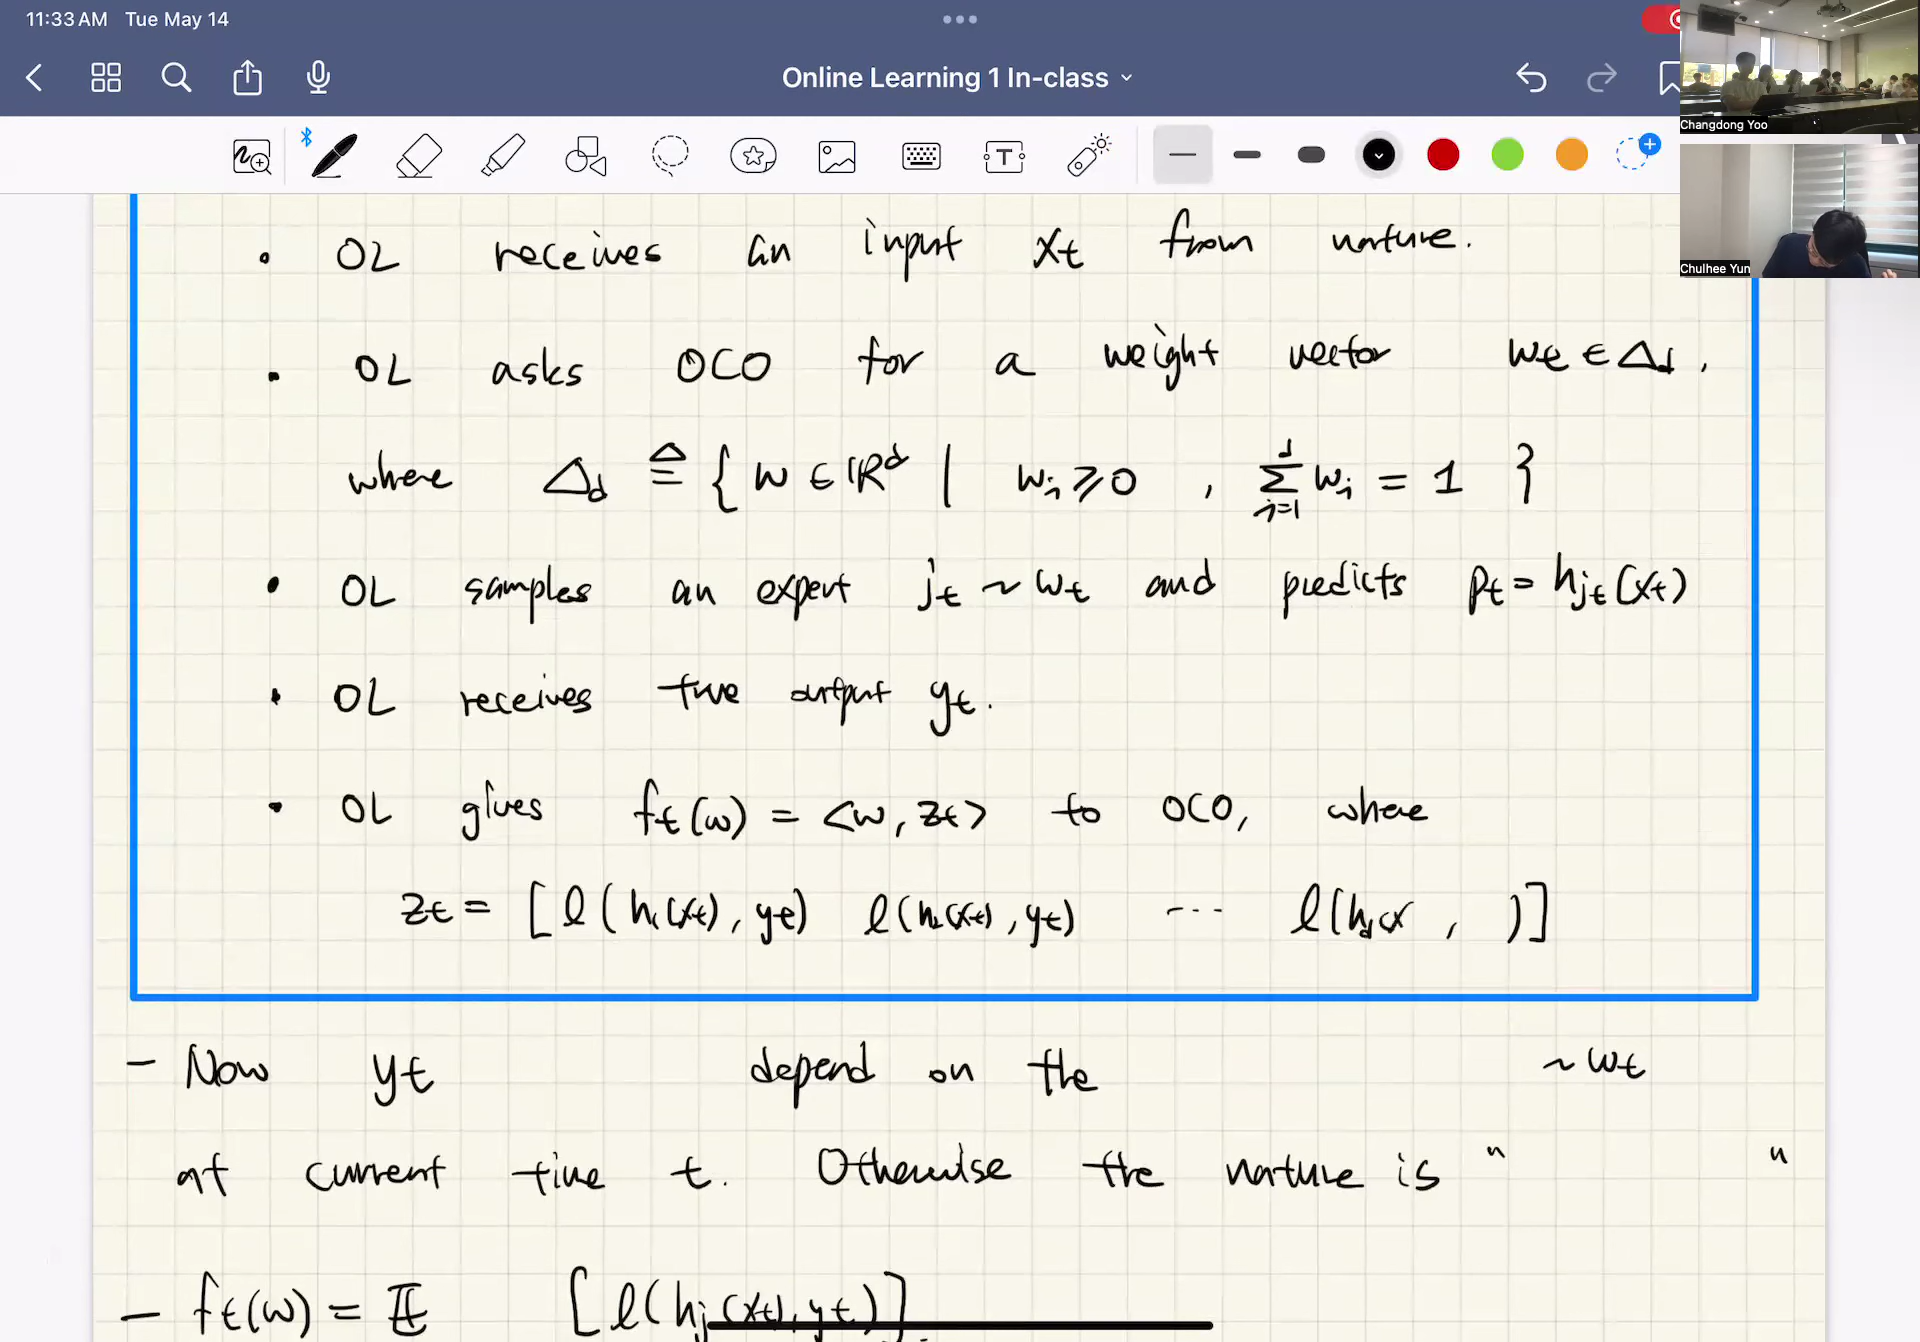 11:33 AM Tue May 14
Online Learning 1 In-class
Changdong Yoo
Chulhee Yun
• OL receives an input xt from nature.
• OL asks OCO for a weight vector wt ∈ Δd,
where Δd ≜ { w ∈ ℝ^d | wi ≥ 0 , ∑_{i=1}^d wi = 1 }
• OL samples an expert jt ~ wt and predicts pt = hjt(xt)
• OL receives true output yt.
• OL gives ft(w) = <w, zt> to OCO, where
zt = [ l(h1(xt), yt) l(h2(xt), yt) ... l(hd(x , )]
- Now yt depend on the ~ wt
at current time t. Otherwise the nature is " "
- ft(w) = 𝔼 [l(hj(xt), yt)].